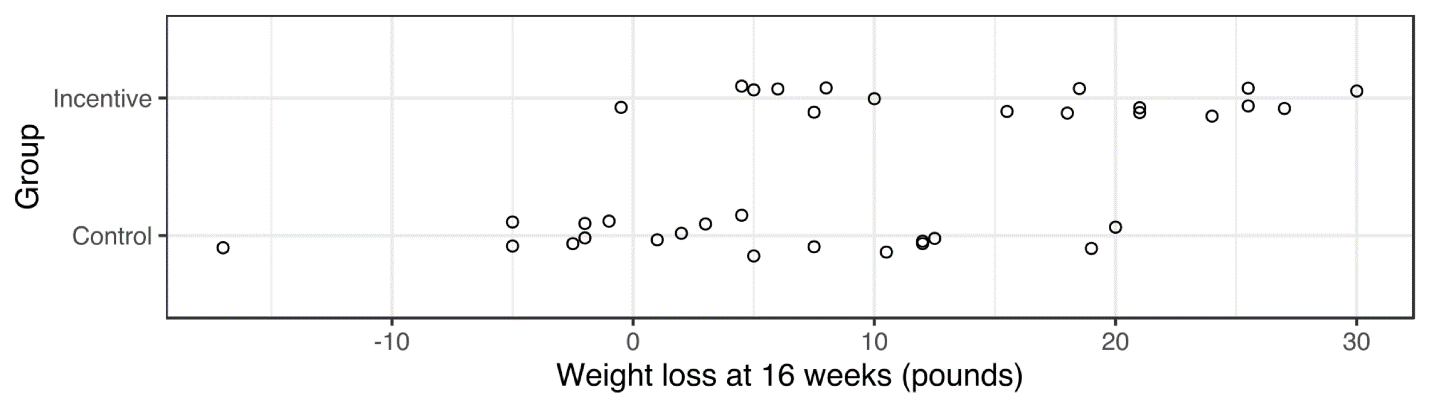 Group
Incentive
Control
-10 0 10 20 30
Weight loss at 16 weeks (pounds)